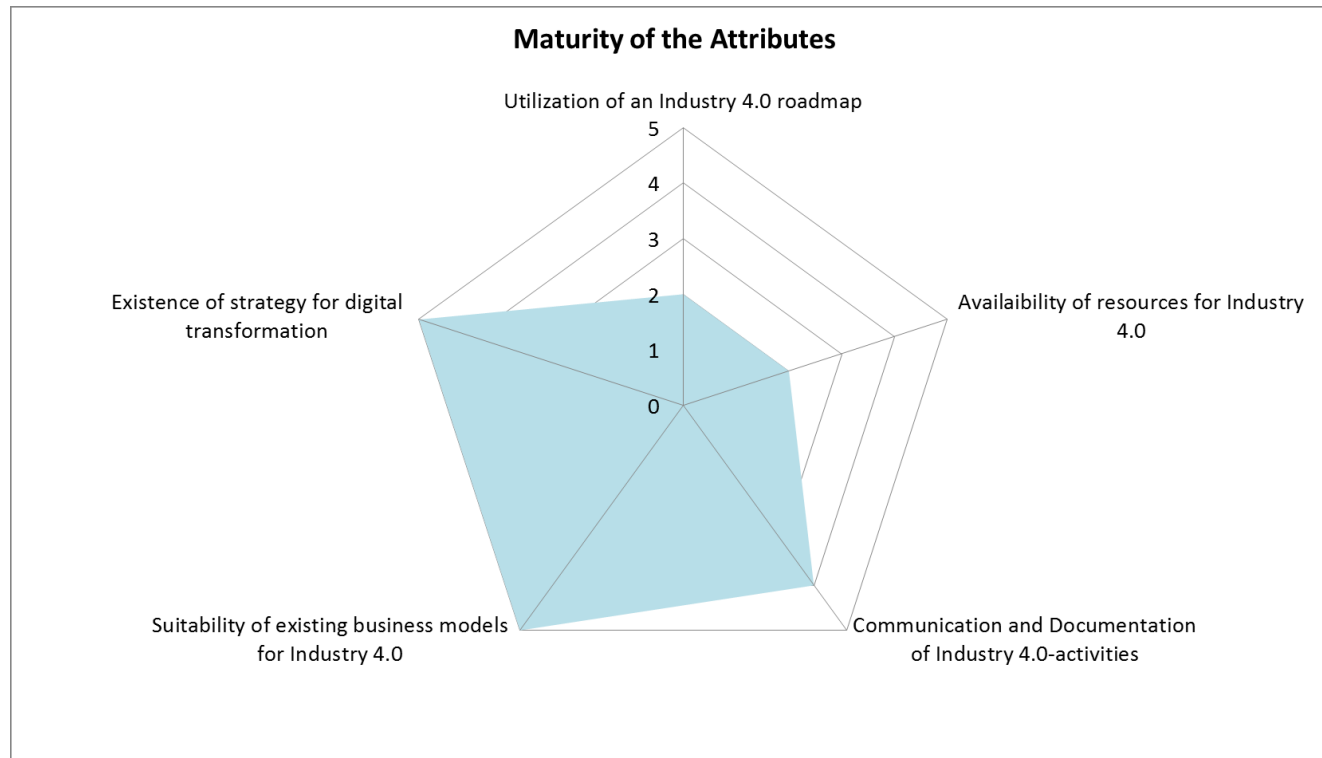 Maturity of the Attributes
Utilization of an Industry 4.0 roadmap
5
4
3
2
1
0
Existence of strategy for digital
transformation
Availaibility of resources for Industry
4.0
Suitability of existing business models
for Industry 4.0
Communication and Documentation
of Industry 4.0-activities